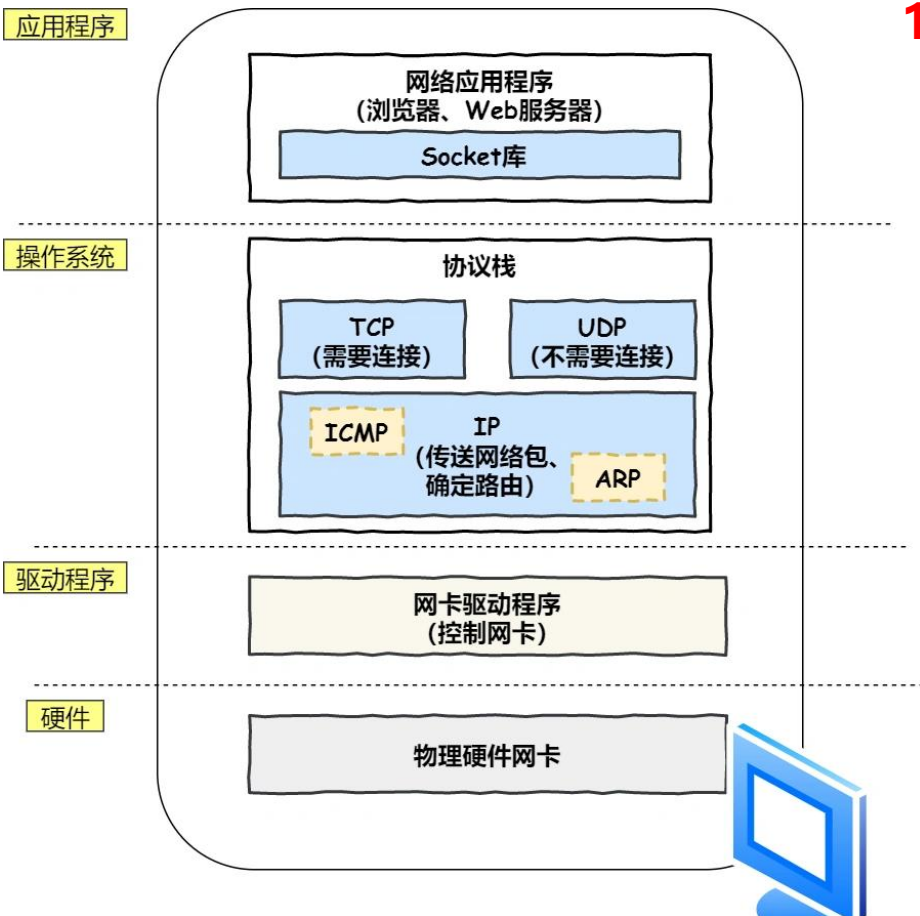 应用程序
1
网络应用程序
(浏览器、Web服务器)
Socket库
操作系统
协议栈
TCP
(需要连接)
UDP
(不需要连接)
ICMP
IP
(传送网络包、
确定路由)
ARP
驱动程序
网卡驱动程序
(控制网卡)
硬件
物理硬件网卡